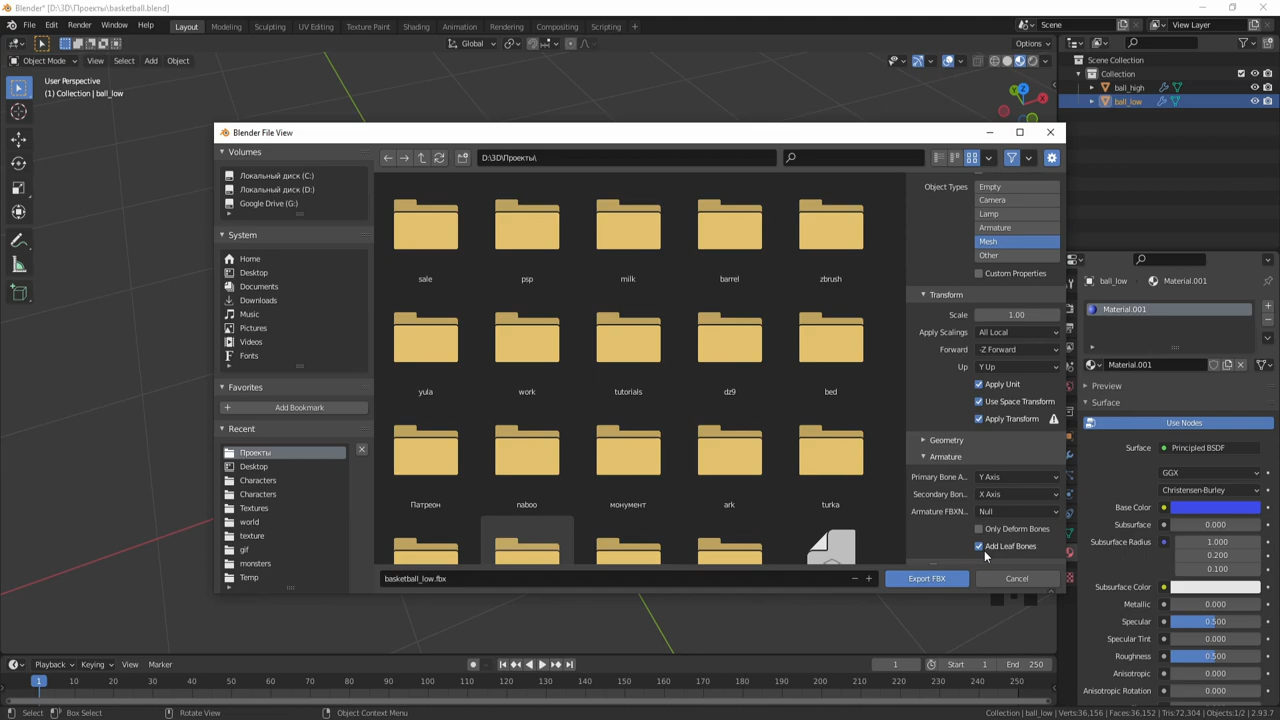 Blender* [D:\3D\Проекты\basketball.blend]
File Edit Render Window Help Layout Modeling Sculpting UV Editing Texture Paint Shading Animation Rendering Compositing Scripting + Scene View Layer
Global Options
Object Mode View Select Add Object
User Perspective
(1) Collection | ball_low
Scene Collection
Collection
ball_high
ball_low
Blender File View
Volumes
Локальный диск (C:)
Локальный диск (D:)
Google Drive (G:)
System
Home
Desktop
Documents
Downloads
Music
Pictures
Videos
Fonts
Favorites
+ Add Bookmark
Recent
Проекты
Desktop
Characters
Characters
Textures
world
texture
gif
monsters
Temp
D:\3D\Проекты\
sale psp milk barrel zbrush
yula work tutorials dz9 bed
Патреон naboo монумент ark turka
basketball_low.fbx
Export FBX Cancel
Object Types Empty
Camera
Lamp
Armature
Mesh
Other
Custom Properties
Transform
Scale 1.00
Apply Scalings All Local
Forward -Z Forward
Up Y Up
Apply Unit
Use Space Transform
Apply Transform
Geometry
Armature
Primary Bone A... Y Axis
Secondary Bon... X Axis
Armature FBXN... Null
Only Deform Bones
Add Leaf Bones
ball_low Material.001
Material.001
Material.001
Preview
Surface
Use Nodes
Surface Principled BSDF
GGX
Christensen-Burley
Base Color
Subsurface 0.000
Subsurface Radius 1.000
0.200
0.100
Subsurface Color
Metallic 0.000
Specular 0.500
Specular Tint 0.000
Roughness 0.500
Anisotropic 0.000
Anisotropic Rotation 0.000
Playback Keying View Marker 1 Start 1 End 250
1 10 20 30 40 50 60 70 80 90 100 110 120 130 140 150 160 170 180 190 200 210 220 230 240 250
Select Box Select Rotate View Object Context Menu Collection | ball_low | Verts:36,156 | Faces:36,152 | Tris:72,304 | Objects:1/2 | 2.93.7